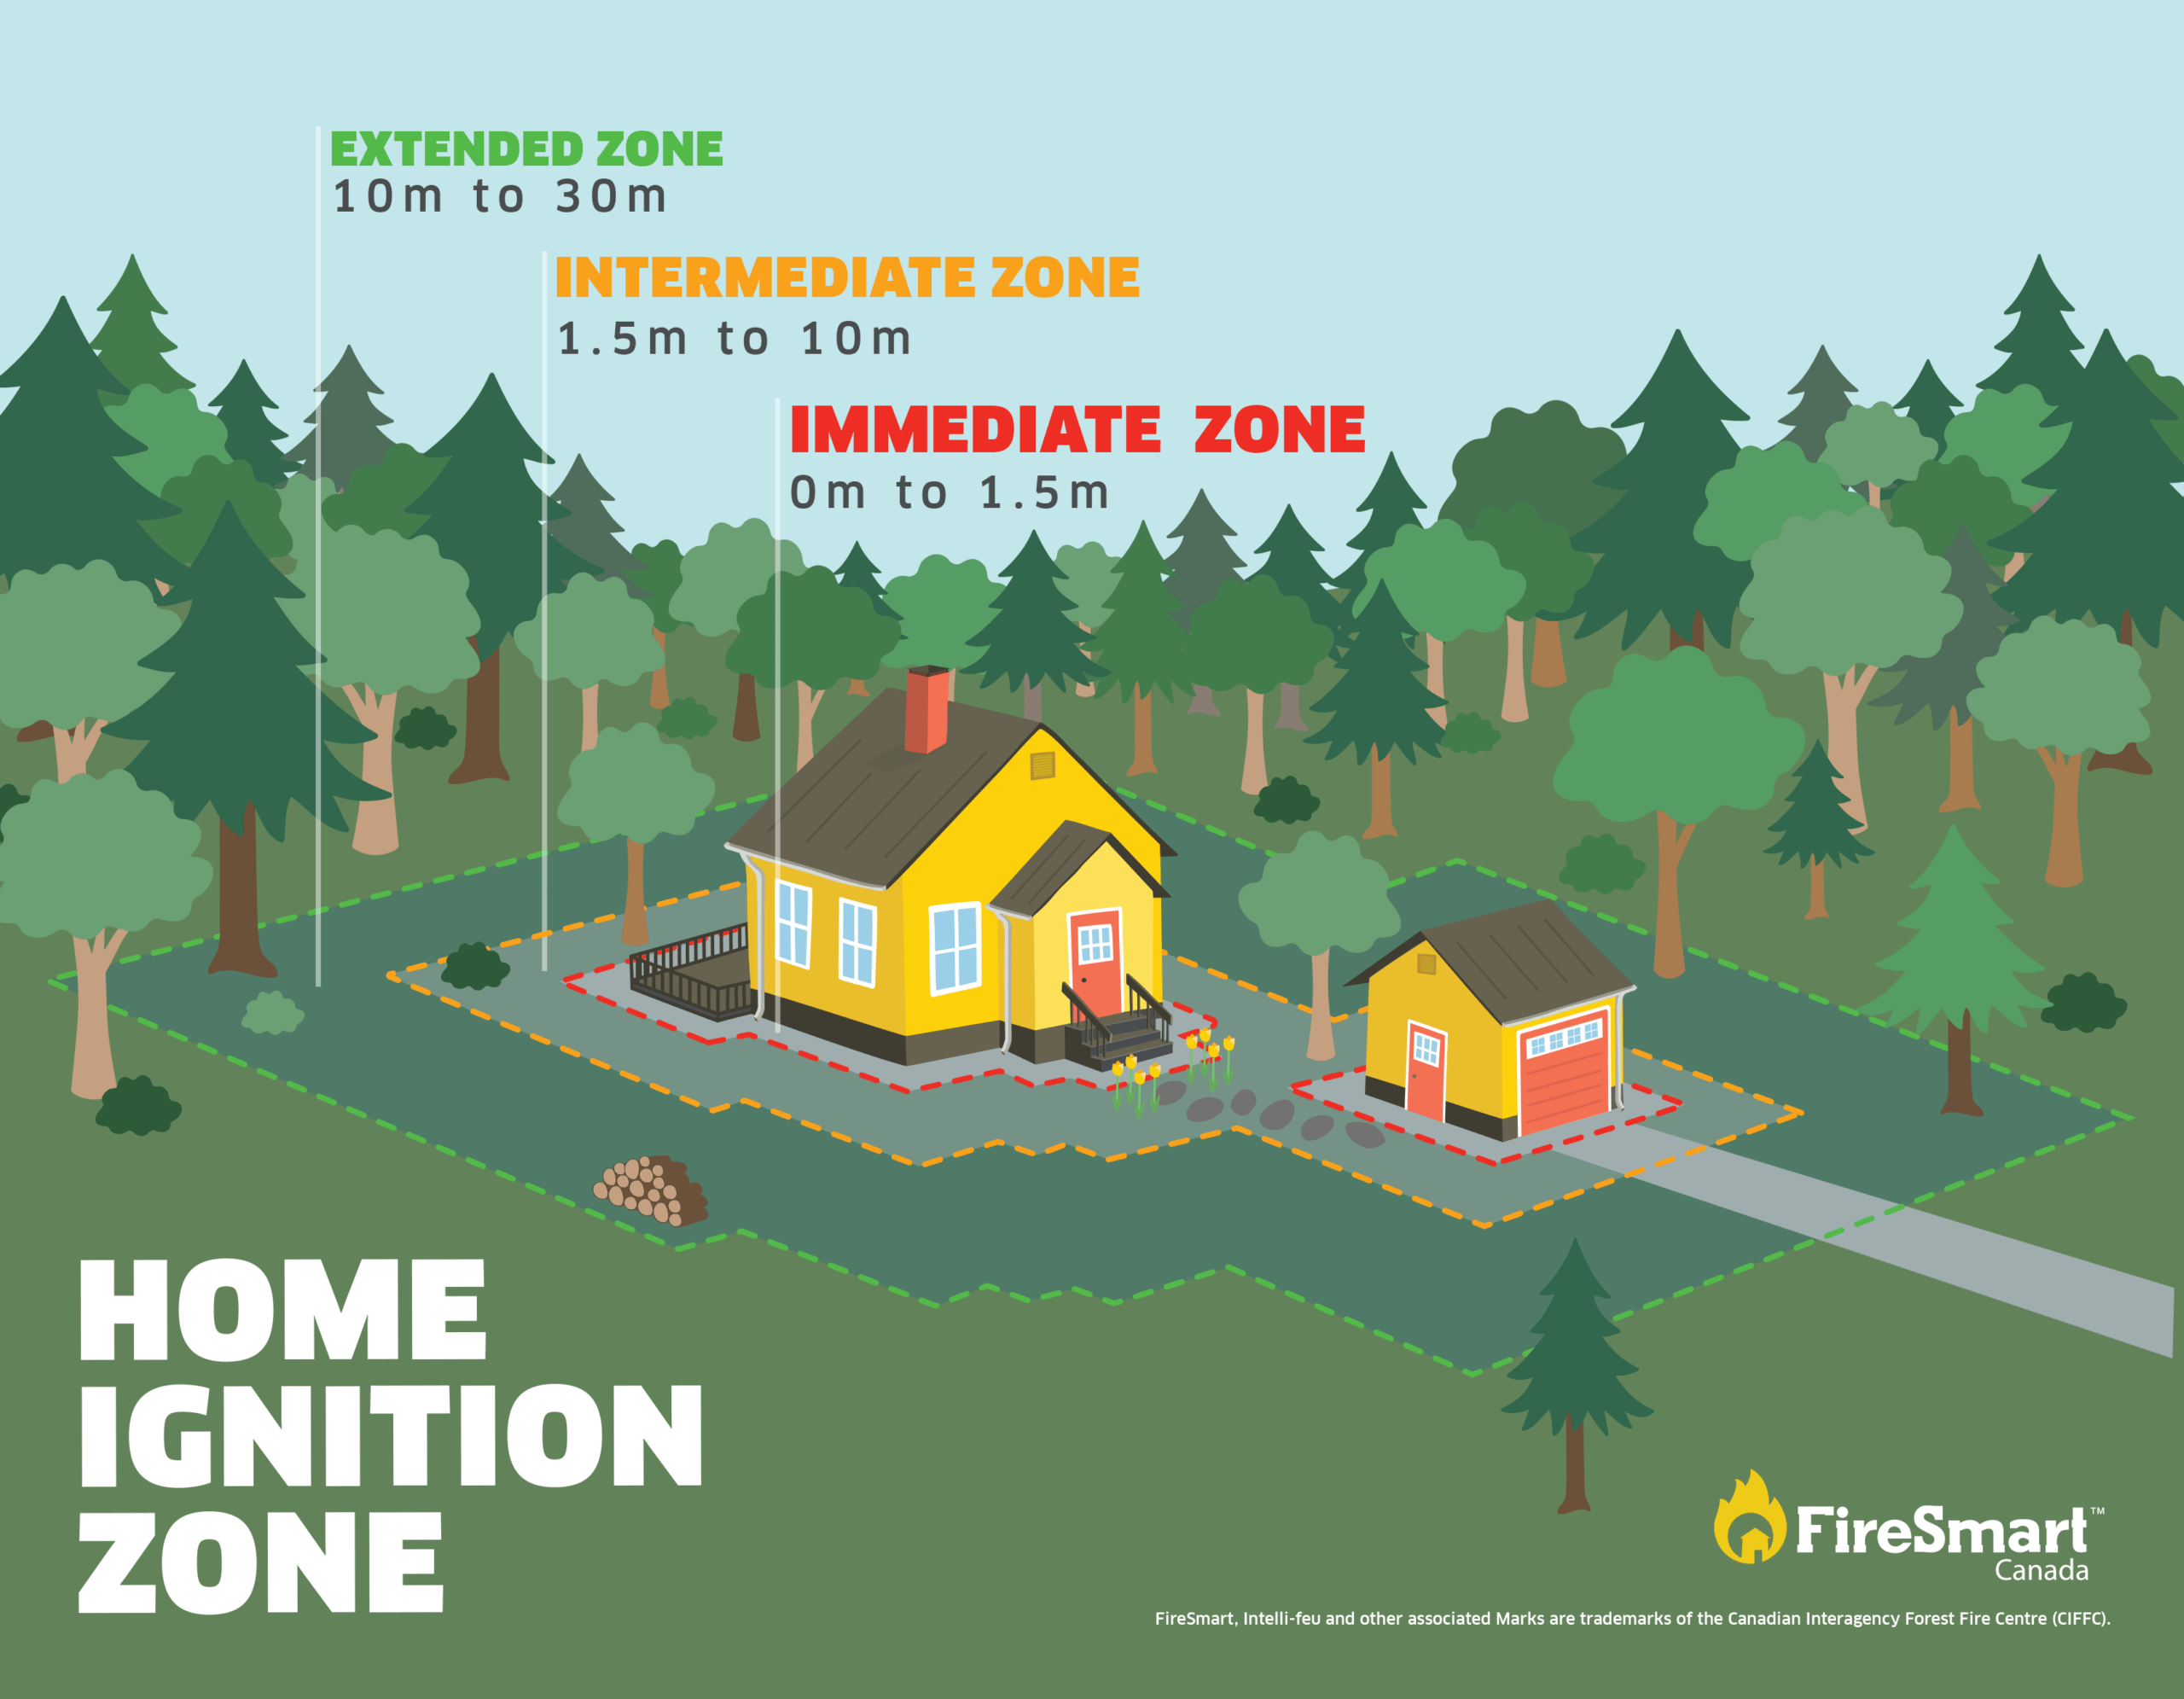 EXTENDED ZONE
10m to 30m
INTERMEDIATE ZONE
1.5m to 10m
IMMEDIATE ZONE
0m to 1.5m
HOME
IGNITION
ZONE
FireSmart™
Canada
FireSmart, Intelli-feu and other associated Marks are trademarks of the Canadian Interagency Forest Fire Centre (CIFFC).